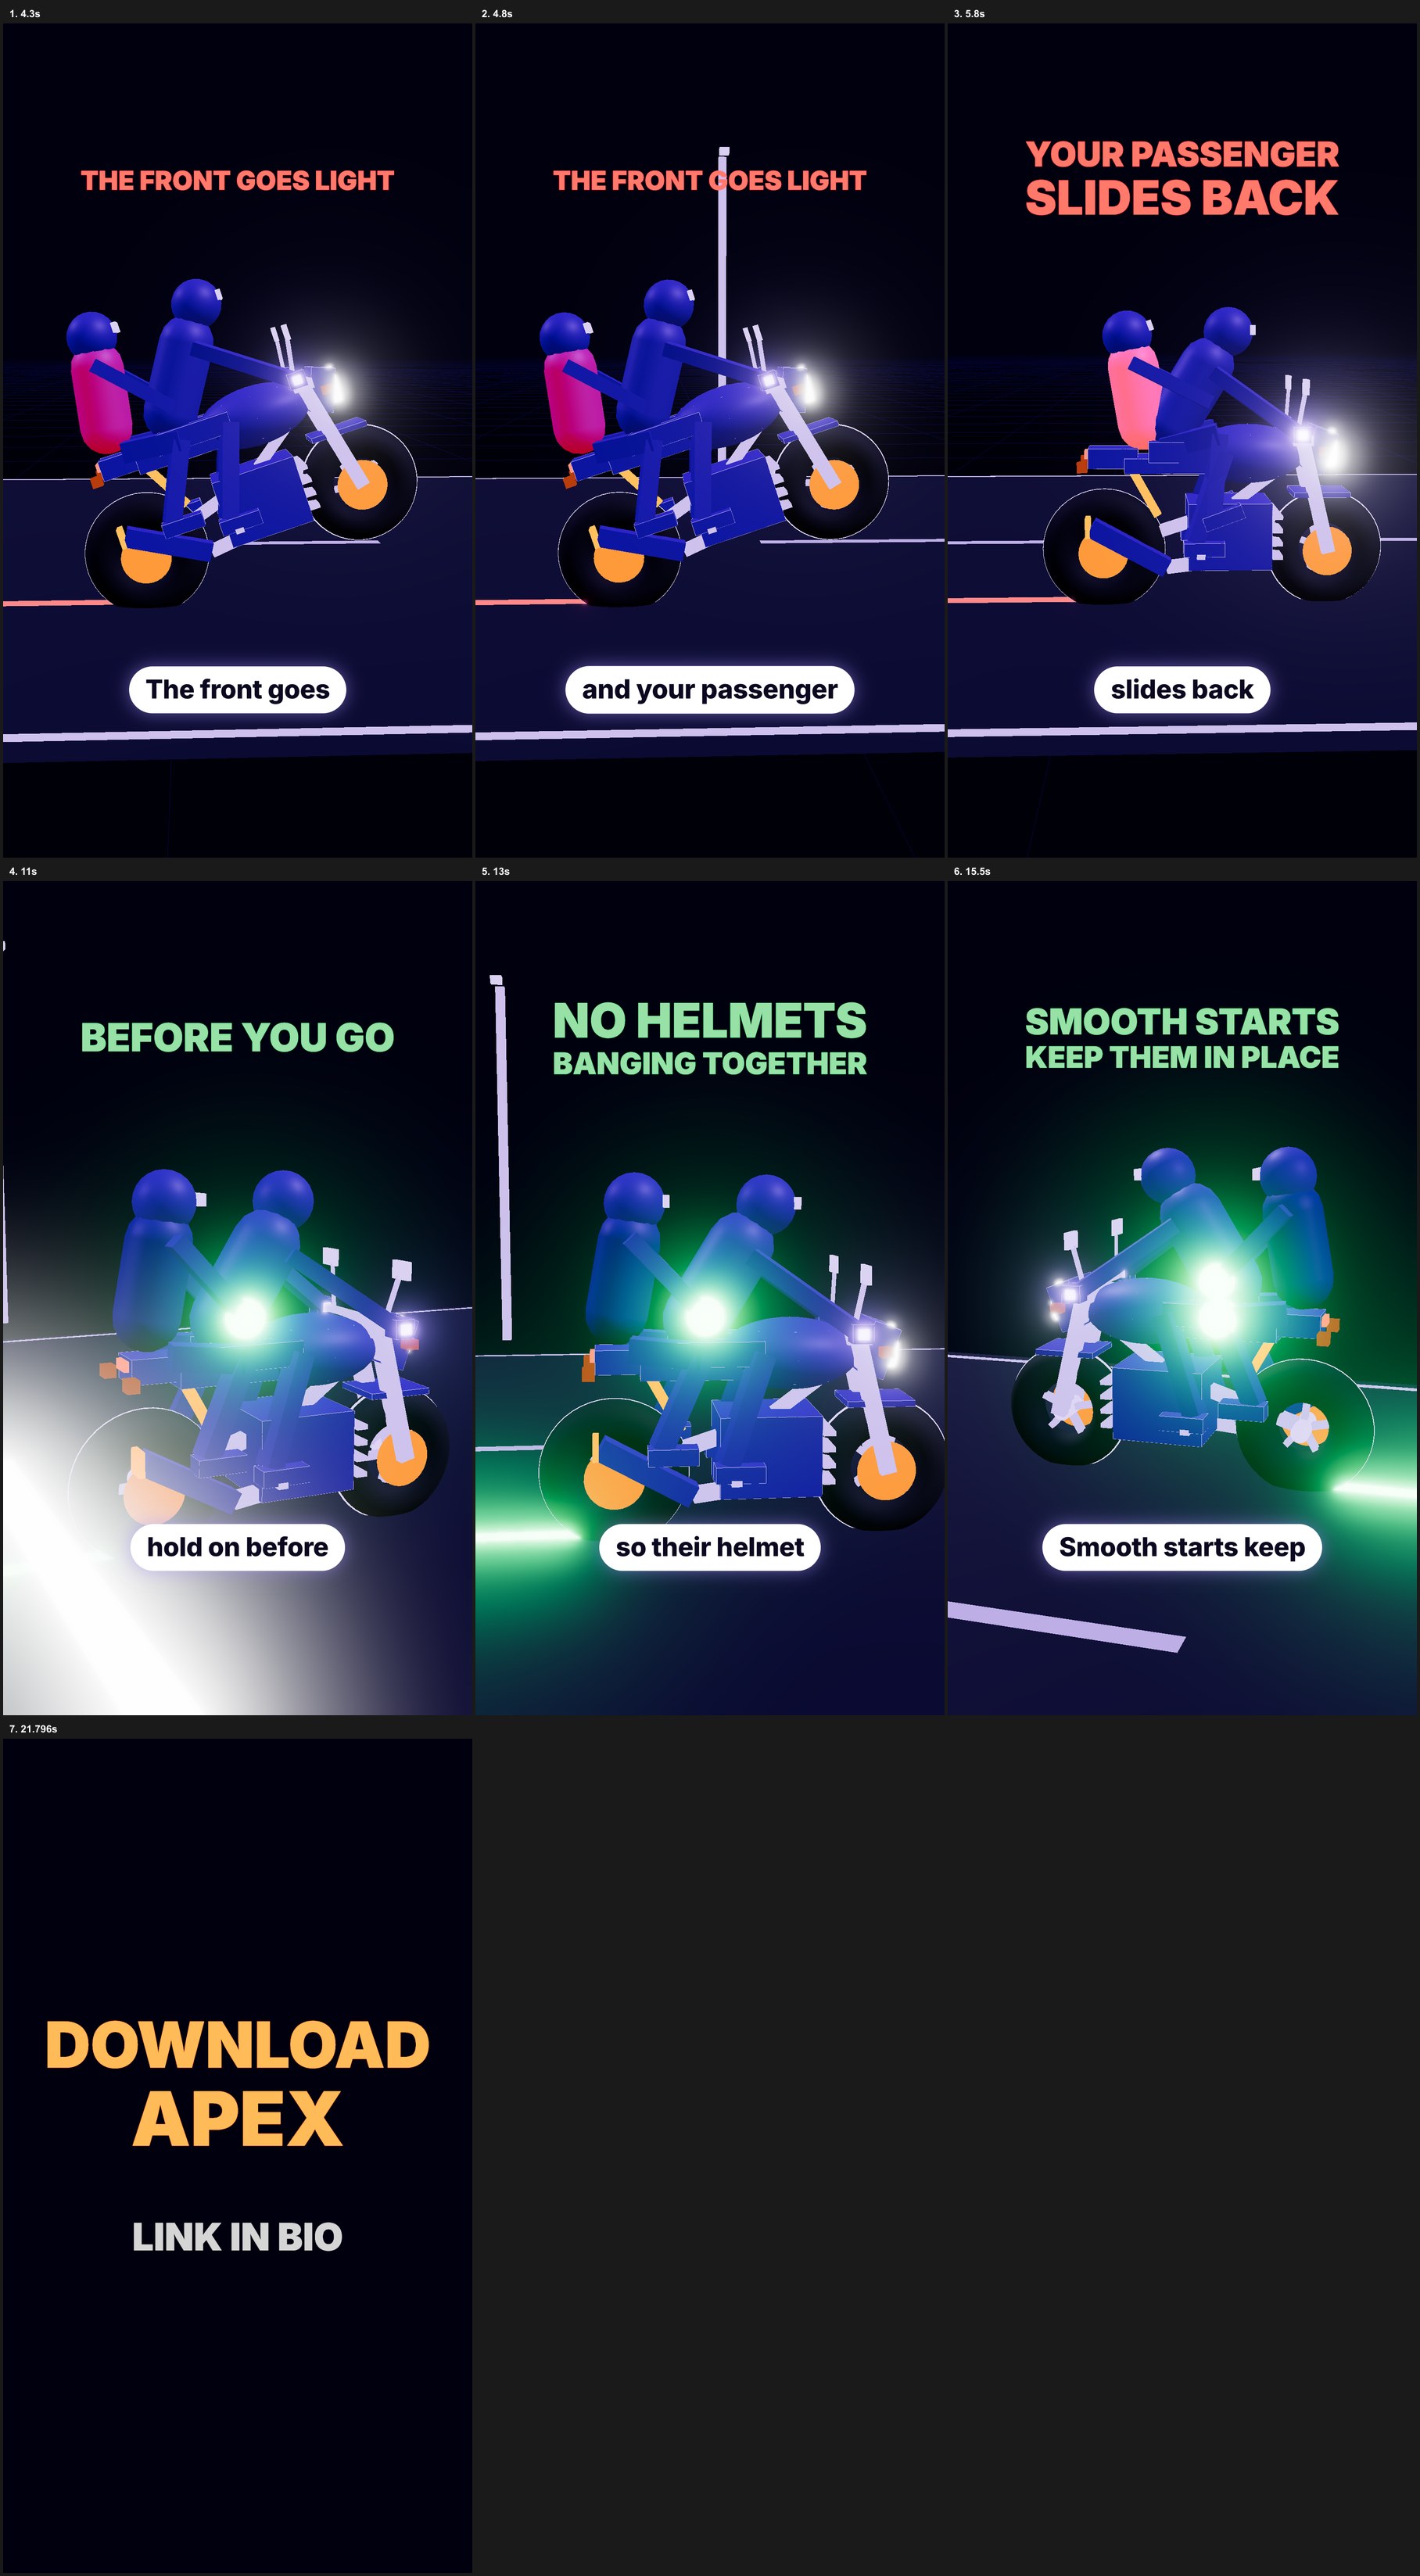 1. 4.3s
THE FRONT GOES LIGHT
The front goes
2. 4.8s
THE FRONT GOES LIGHT
and your passenger
3. 5.8s
YOUR PASSENGER
SLIDES BACK
slides back
4. 11s
BEFORE YOU GO
hold on before
5. 13s
NO HELMETS
BANGING TOGETHER
so their helmet
6. 15.5s
SMOOTH STARTS
KEEP THEM IN PLACE
Smooth starts keep
7. 21.796s
DOWNLOAD
APEX
LINK IN BIO